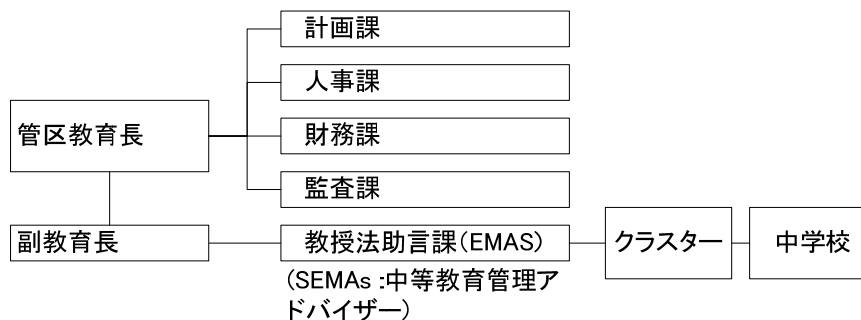 計画課
人事課
管区教育長
財務課
監査課
副教育長
教授法助言課(EMAS)
クラスター
中学校
(SEMAs :中等教育管理ア
ドバイザー)